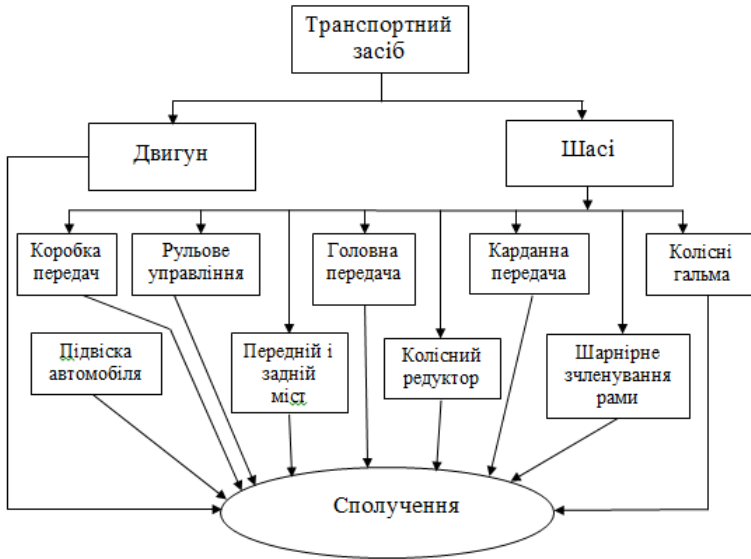 Транспортний
засіб
Двигун
Шасі
Коробка
передач
Рульове
управління
Головна
передача
Карданна
передача
Колісні
гальма
Підвіска
автомобіля
Передній і
задній
міст
Колісний
редуктор
Шарнірне
зчленування
рами
Сполучення